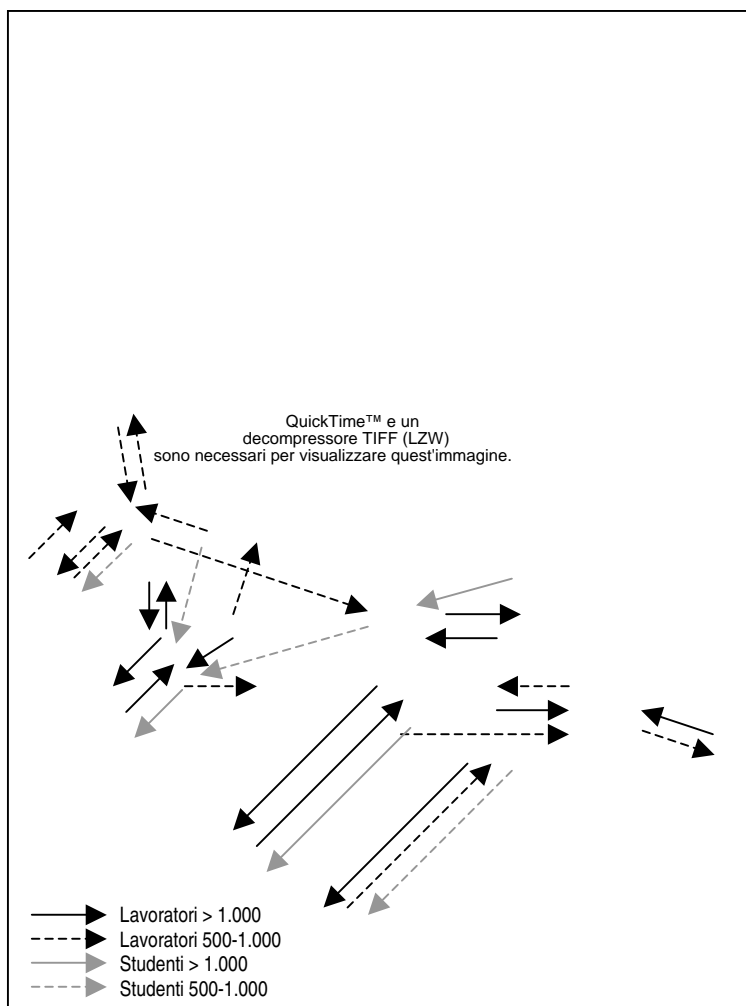 QuickTime™ e un
decompressore TIFF (LZW)
sono necessari per visualizzare quest'immagine.
Lavoratori > 1.000
Lavoratori 500-1.000
Studenti > 1.000
Studenti 500-1.000